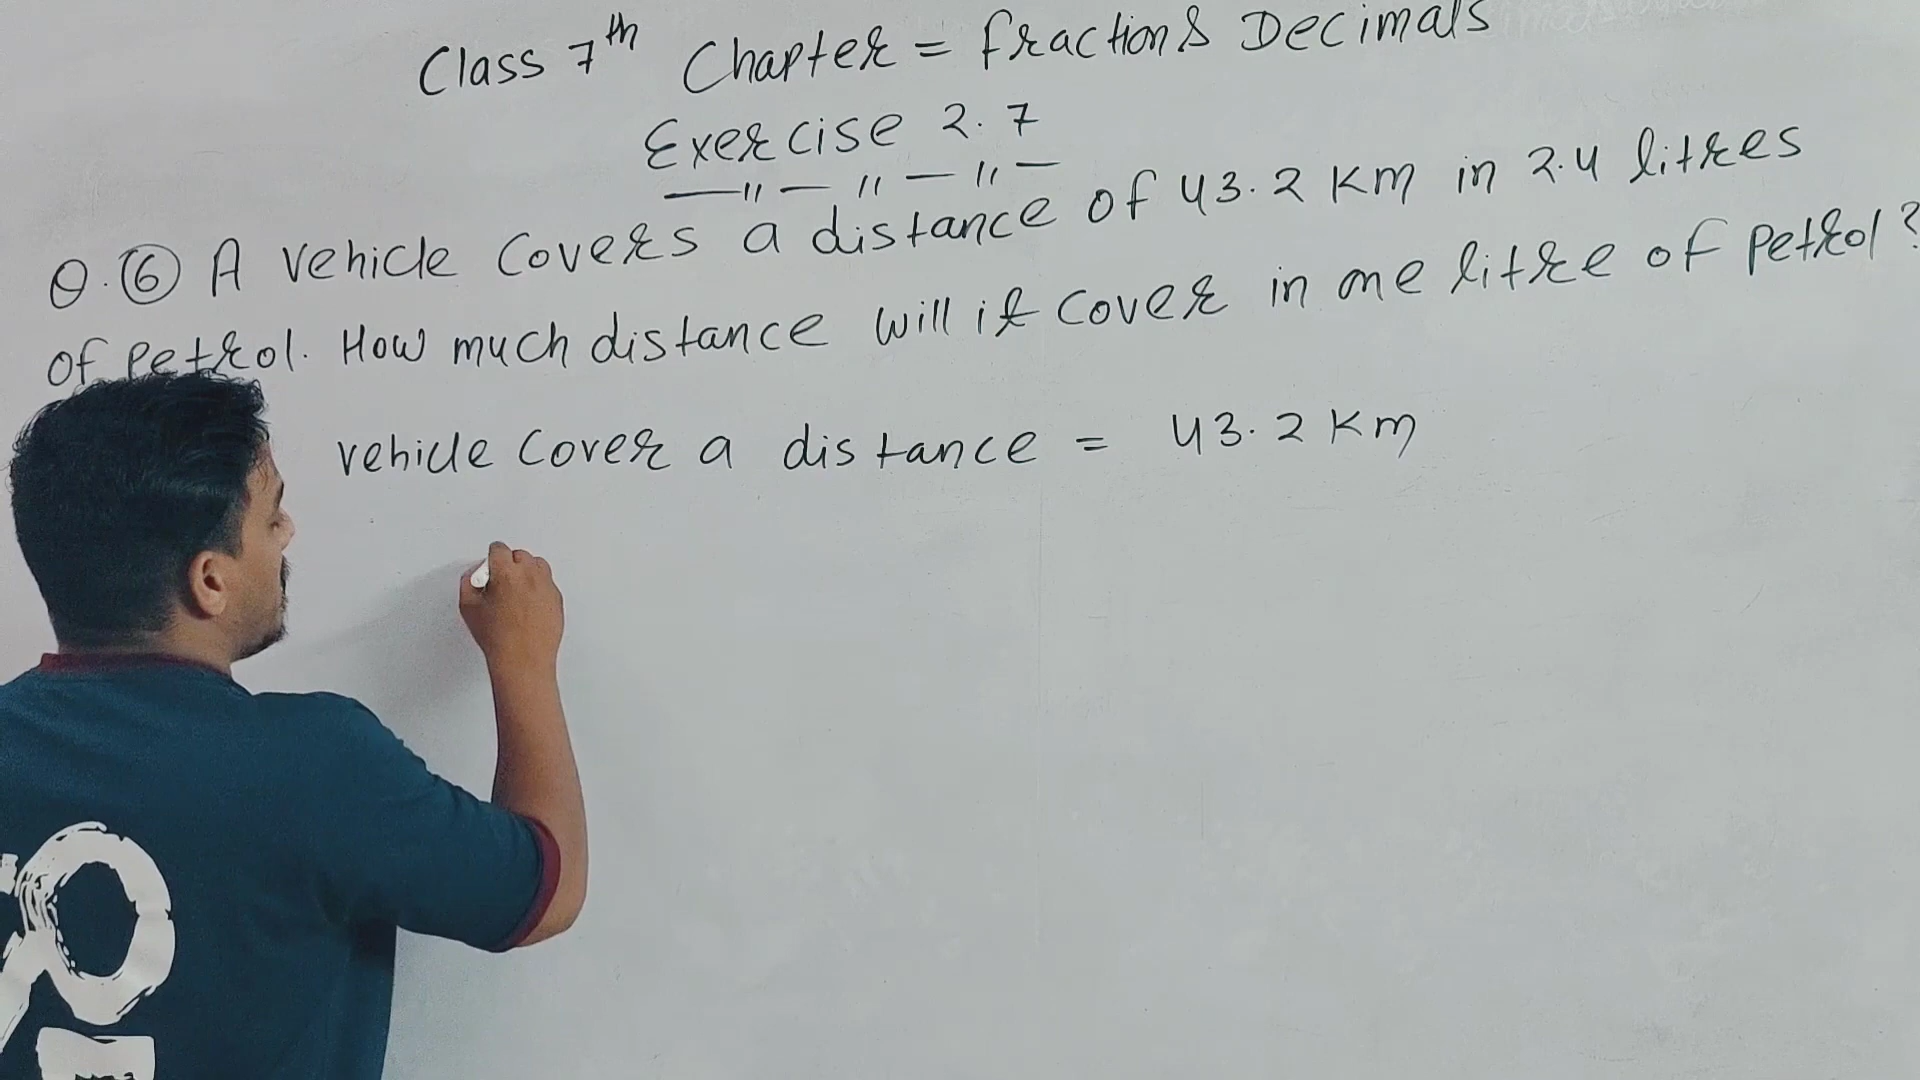 Class 7th Chapter = fractions Decimals
Exercise 2.7
Q.6 A vehicle Covers a distance of 43.2 Km in 2.4 litres
of Petrol. How much distance will it cover in one litre of Petrol?
vehicle Cover a distance = 43.2 Km